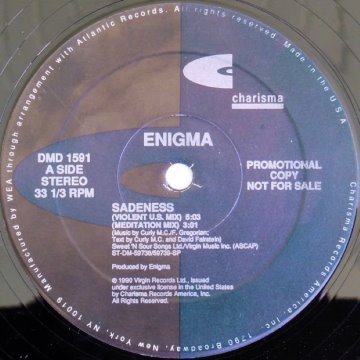 Manufactured by WEA through arrangement with Atlantic Records. All rights reserved. Made in the U.S.A.
charisma
ENIGMA
DMD 1591
A SIDE
STEREO
33 1/3 RPM
PROMOTIONAL
COPY
NOT FOR SALE
SADENESS
(VIOLENT U.S. MIX) 5:03
(MEDITATION MIX) 3:01
(Music by Curly M.C./F. Gregorian;
Text by Curly M.C. and David Fairstein)
Sweet 'N Sour Songs Ltd./Virgin Music Inc. (ASCAP)
ST-DM-59738/59739-SP
Produced by Enigma
℗ 1990 Virgin Records Ltd., issued
under exclusive license in the United States
by Charisma Records America, Inc.
All Rights Reserved.
Charisma Records America, Inc. 1790 Broadway, New York, NY 10019